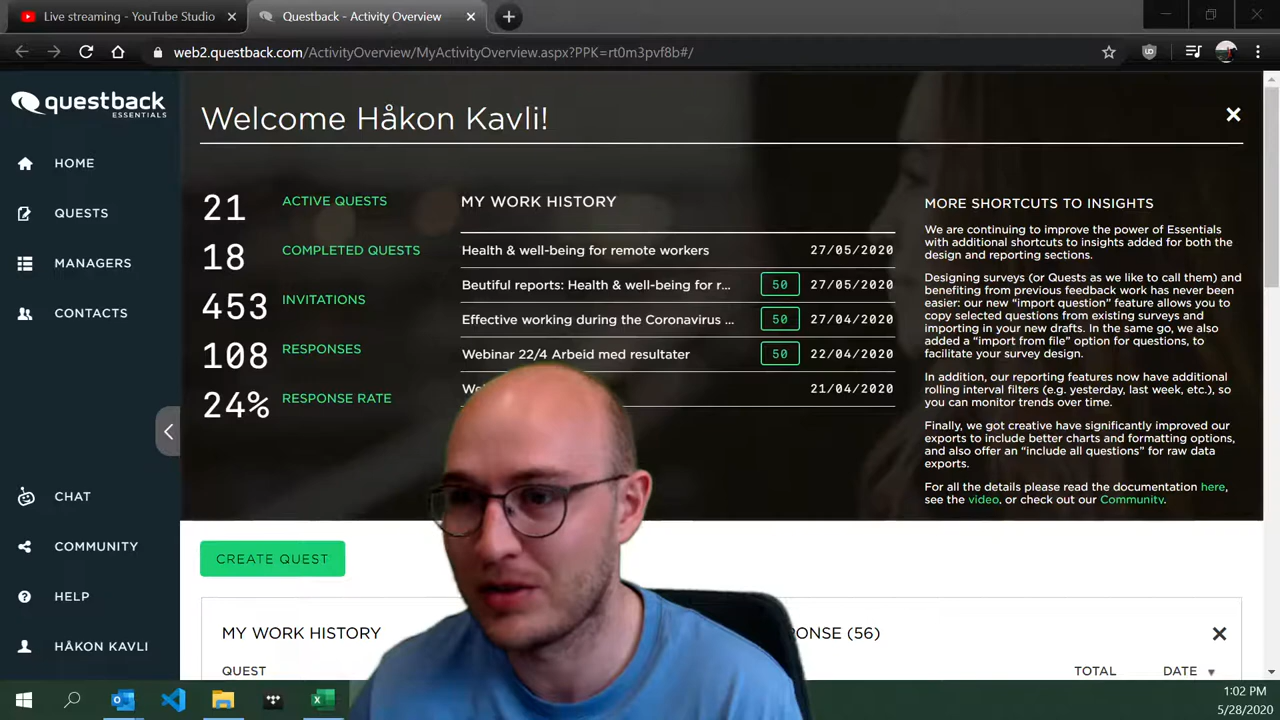 Live streaming - YouTube Studio
Questback - Activity Overview
web2.questback.com/ActivityOverview/MyActivityOverview.aspx?PPK=rt0m3pvf8b#/
questback
ESSENTIALS
HOME
QUESTS
MANAGERS
CONTACTS
CHAT
COMMUNITY
HELP
HÅKON KAVLI
Welcome Håkon Kavli!
21 ACTIVE QUESTS
18 COMPLETED QUESTS
453 INVITATIONS
108 RESPONSES
24% RESPONSE RATE
MY WORK HISTORY
Health & well-being for remote workers 27/05/2020
Beutiful reports: Health & well-being for r... 50 27/05/2020
Effective working during the Coronavirus ... 50 27/04/2020
Webinar 22/4 Arbeid med resultater 50 22/04/2020
21/04/2020
MORE SHORTCUTS TO INSIGHTS
We are continuing to improve the power of Essentials
with additional shortcuts to insights added for both the
design and reporting sections.
Designing surveys (or Quests as we like to call them) and
benefiting from previous feedback work has never been
easier: our new “import question” feature allows you to
copy selected questions from existing surveys and
importing in your new drafts. In the same go, we also
added a “import from file” option for questions, to
facilitate your survey design.
In addition, our reporting features now have additional
rolling interval filters (e.g. yesterday, last week, etc.), so
you can monitor trends over time.
Finally, we got creative have significantly improved our
exports to include better charts and formatting options,
and also offer an “include all questions” for raw data
exports.
For all the details please read the documentation here,
see the video, or check out our Community.
CREATE QUEST
MY WORK HISTORY
(56)
QUEST TOTAL DATE
1:02 PM
5/28/2020